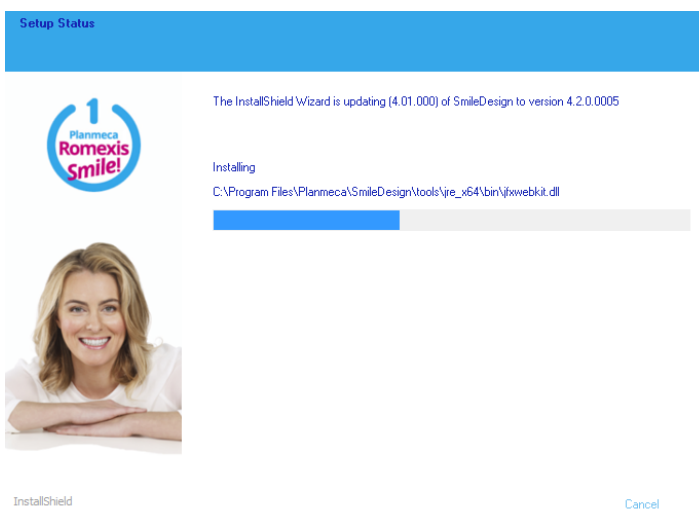 Setup Status
The InstallShield Wizard is updating (4.01.000) of SmileDesign to version 4.2.0.0005
1
Planmeca
Romexis
Smile!
Installing
C:\Program Files\Planmeca\SmileDesign\tools\jre_x64\bin\jfxwebkit.dll
InstallShield
Cancel